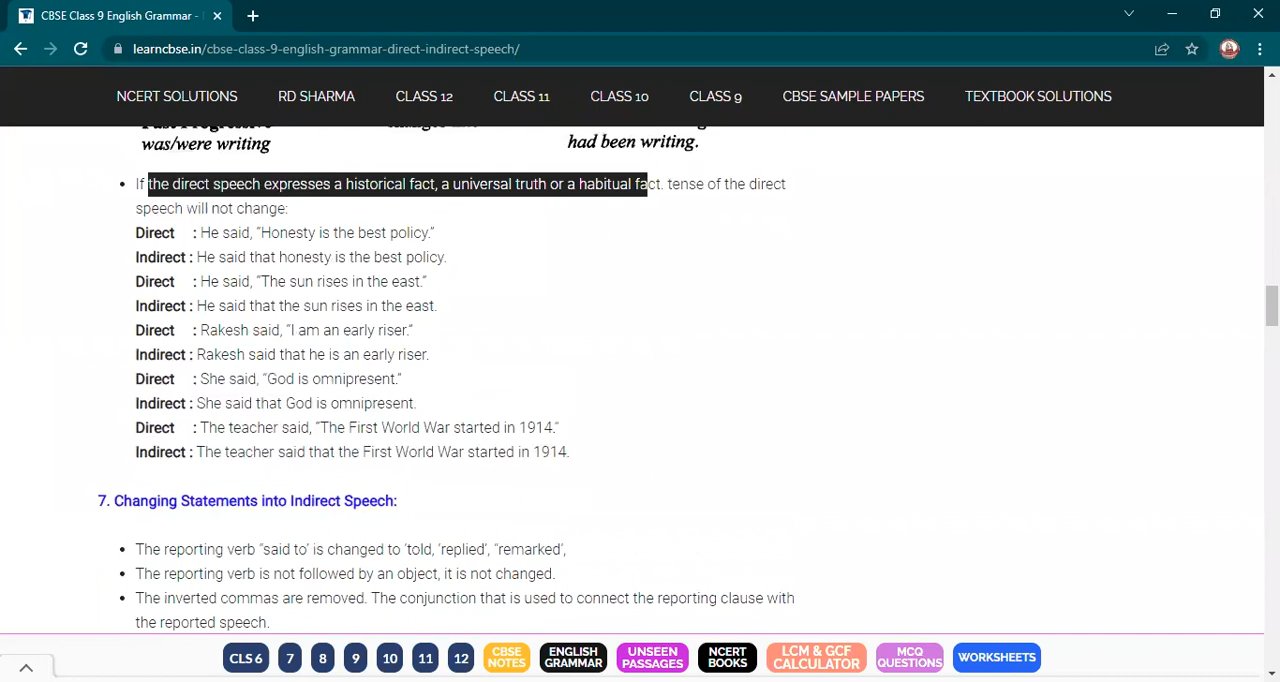 CBSE Class 9 English Grammar -
learncbse.in/cbse-class-9-english-grammar-direct-indirect-speech/
NCERT SOLUTIONS RD SHARMA CLASS 12 CLASS 11 CLASS 10 CLASS 9 CBSE SAMPLE PAPERS TEXTBOOK SOLUTIONS
was/were writing had been writing.
• If the direct speech expresses a historical fact, a universal truth or a habitual fact. tense of the direct
speech will not change:
Direct : He said, “Honesty is the best policy.”
Indirect : He said that honesty is the best policy.
Direct : He said, “The sun rises in the east.”
Indirect : He said that the sun rises in the east.
Direct : Rakesh said, “I am an early riser.”
Indirect : Rakesh said that he is an early riser.
Direct : She said, “God is omnipresent.”
Indirect : She said that God is omnipresent.
Direct : The teacher said, “The First World War started in 1914.”
Indirect : The teacher said that the First World War started in 1914.
7. Changing Statements into Indirect Speech:
• The reporting verb “said to’ is changed to ‘told, ‘replied’, “remarked’,
• The reporting verb is not followed by an object, it is not changed.
• The inverted commas are removed. The conjunction that is used to connect the reporting clause with
the reported speech.
CLS 6 7 8 9 10 11 12 CBSE NOTES ENGLISH GRAMMAR UNSEEN PASSAGES NCERT BOOKS LCM & GCF CALCULATOR MCQ QUESTIONS WORKSHEETS